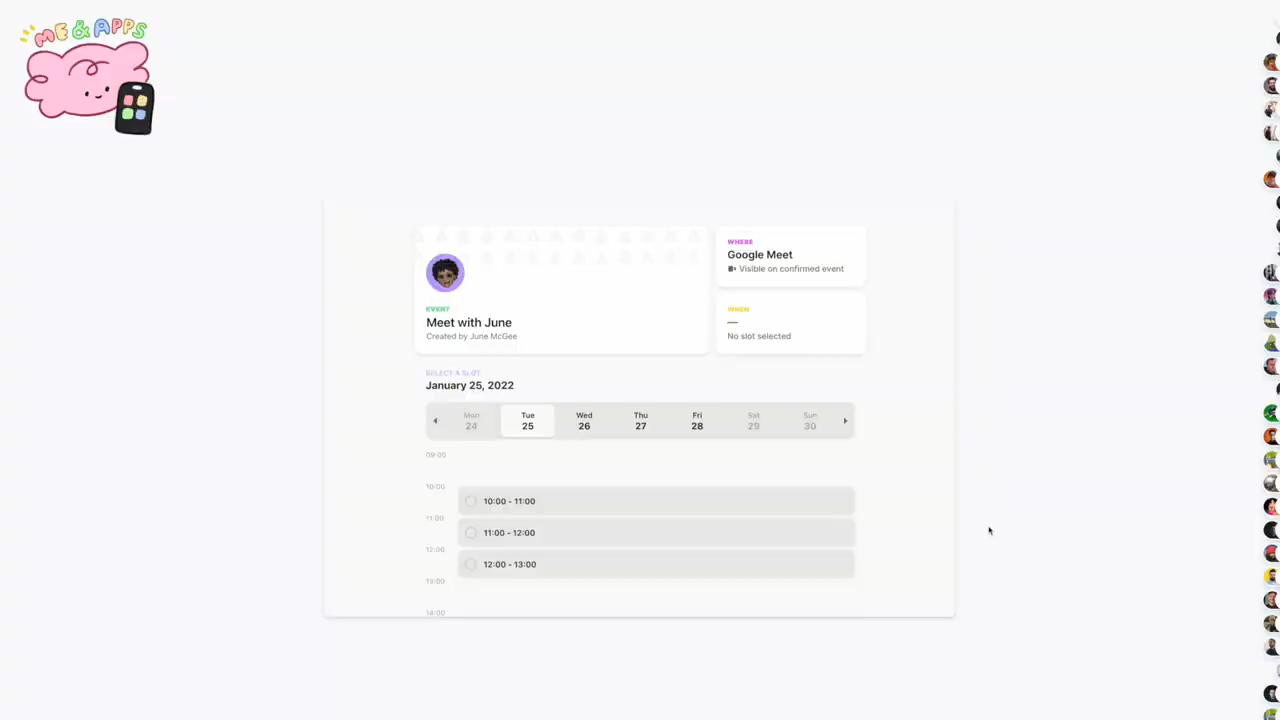 ME & APPS
WHERE
Google Meet
Visible on confirmed event
EVENT
Meet with June
Created by June McGee
WHEN
—
No slot selected
SELECT A SLOT
January 25, 2022
Mon Tue Wed Thu Fri Sat Sun
24 25 26 27 28 29 30
09:00
10:00
10:00 - 11:00
11:00
11:00 - 12:00
12:00
12:00 - 13:00
13:00
14:00